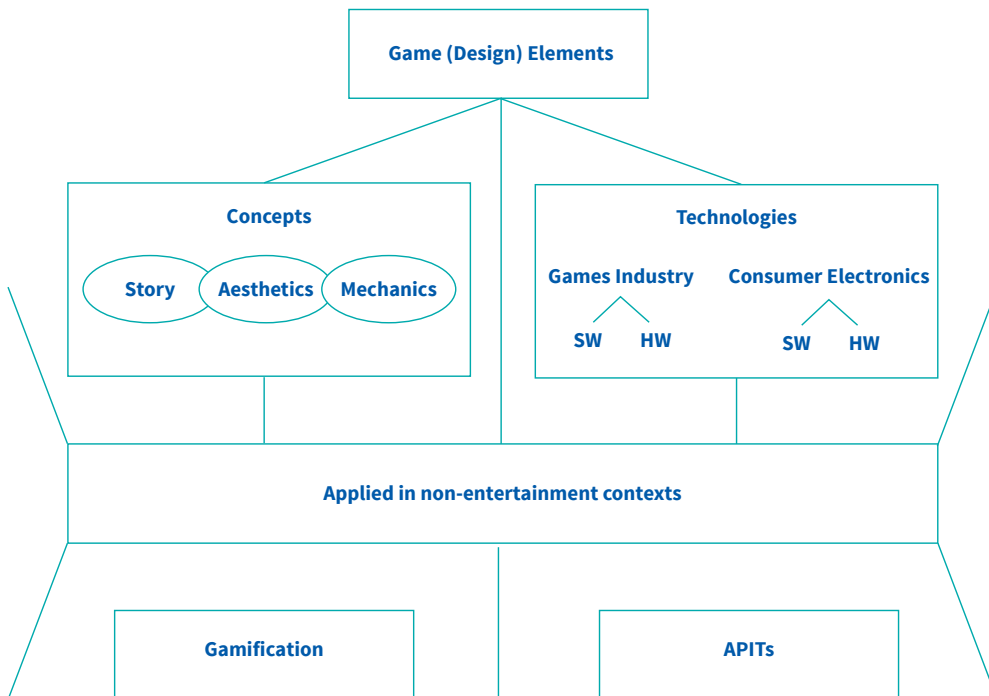 Game (Design) Elements
Concepts
Story
Aesthetics
Mechanics
Technologies
Games Industry
SW
HW
Consumer Electronics
SW
HW
Applied in non-entertainment contexts
Gamification
APITs